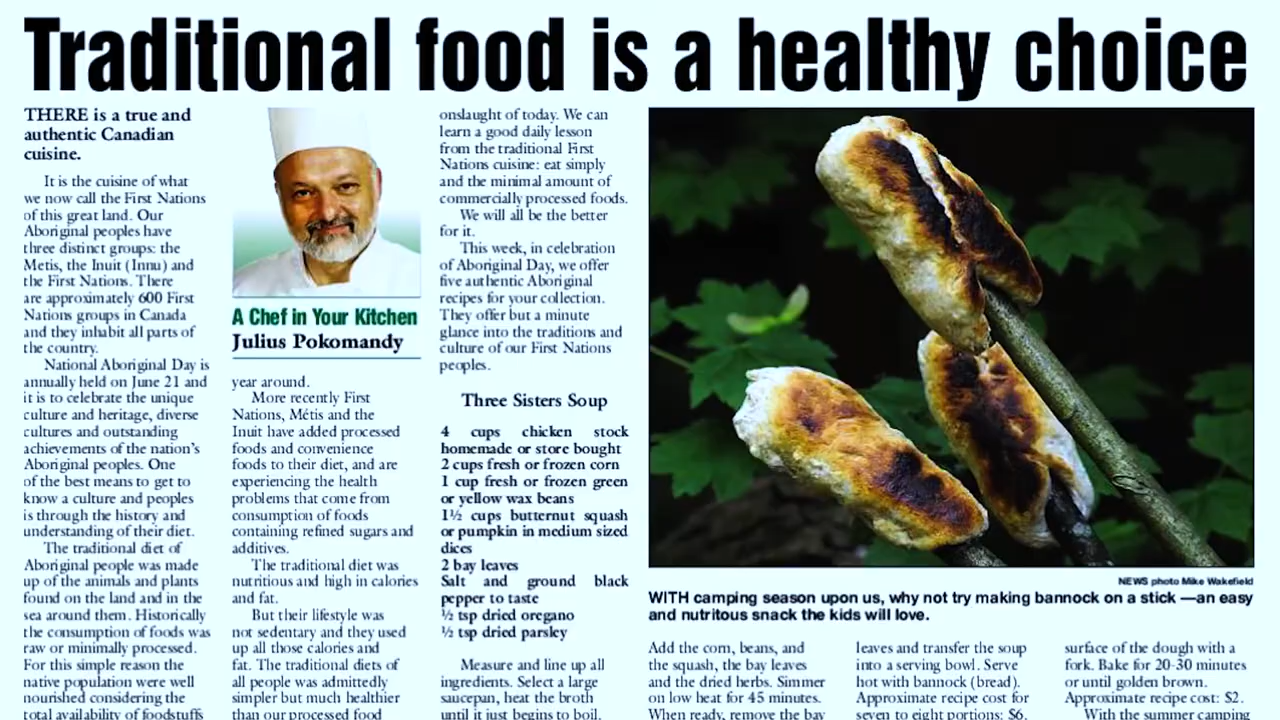 Traditional food is a healthy choice
THERE is a true and
authentic Canadian
cuisine.
It is the cuisine of what
we now call the First Nations
of this great land. Our
Aboriginal peoples have
three distinct groups: the
Metis, the Inuit (Innu) and
the First Nations. There
are approximately 600 First
Nations groups in Canada
and they inhabit all parts of
the country.
National Aboriginal Day is
annually held on June 21 and
it is to celebrate the unique
culture and heritage, diverse
cultures and outstanding
achievements of the nation's
Aboriginal peoples. One
of the best means to get to
know a culture and peoples
is through the history and
understanding of their diet.
The traditional diet of
Aboriginal people was made
up of the animals and plants
found on the land and in the
sea around them. Historically
the consumption of foods was
raw or minimally processed.
For this simple reason the
native population were well
nourished considering the
total availability of foodstuffs
A Chef in Your Kitchen
Julius Pokomandy
year around.
More recently First
Nations, Métis and the
Inuit have added processed
foods and convenience
foods to their diet, and are
experiencing the health
problems that come from
consumption of foods
containing refined sugars and
additives.
The traditional diet was
nutritious and high in calories
and fat.
But their lifestyle was
not sedentary and they used
up all those calories and
fat. The traditional diets of
all people was admittedly
simpler but much healthier
than our processed food
onslaught of today. We can
learn a good daily lesson
from the traditional First
Nations cuisine: eat simply
and the minimal amount of
commercially processed foods.
We will all be the better
for it.
This week, in celebration
of Aboriginal Day, we offer
five authentic Aboriginal
recipes for your collection.
They offer but a minute
glance into the traditions and
culture of our First Nations
peoples.
Three Sisters Soup
4 cups chicken stock
homemade or store bought
2 cups fresh or frozen corn
1 cup fresh or frozen green
or yellow wax beans
1½ cups butternut squash
or pumpkin in medium sized
dices
2 bay leaves
Salt and ground black
pepper to taste
½ tsp dried oregano
½ tsp dried parsley
Measure and line up all
ingredients. Select a large
saucepan, heat the broth
until it just begins to boil.
NEWS photo Mike Wakefield
WITH camping season upon us, why not try making bannock on a stick —an easy
and nutritous snack the kids will love.
Add the corn, beans, and
the squash, the bay leaves
and the dried herbs. Simmer
on low heat for 45 minutes.
When ready, remove the bay
leaves and transfer the soup
into a serving bowl. Serve
hot with bannock (bread).
Approximate recipe cost for
seven to eight portions: $6.
surface of the dough with a
fork. Bake for 20-30 minutes
or until golden brown.
Approximate recipe cost: $2.
With the summer camping